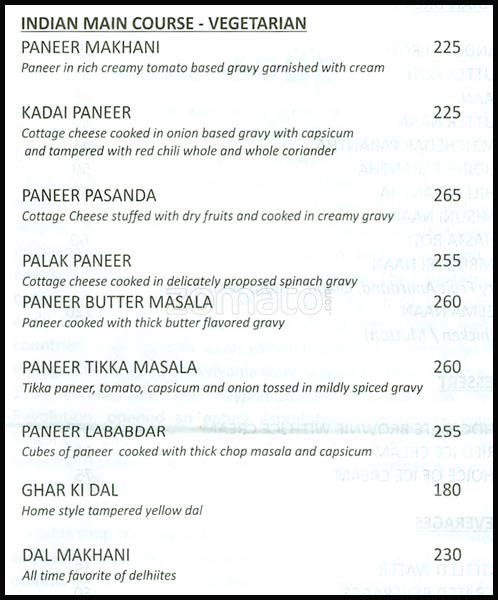 INDIAN MAIN COURSE - VEGETARIAN
PANEER MAKHANI 225
Paneer in rich creamy tomato based gravy garnished with cream
KADAI PANEER 225
Cottage cheese cooked in onion based gravy with capsicum
and tampered with red chili whole and whole coriander
PANEER PASANDA 265
Cottage Cheese stuffed with dry fruits and cooked in creamy gravy
PALAK PANEER 255
Cottage cheese cooked in delicately proposed spinach gravy
zomato.com
PANEER BUTTER MASALA 260
Paneer cooked with thick butter flavored gravy
PANEER TIKKA MASALA 260
Tikka paneer, tomato, capsicum and onion tossed in mildly spiced gravy
PANEER LABABDAR 255
Cubes of paneer cooked with thick chop masala and capsicum
GHAR KI DAL 180
Home style tampered yellow dal
DAL MAKHANI 230
All time favorite of delhiites